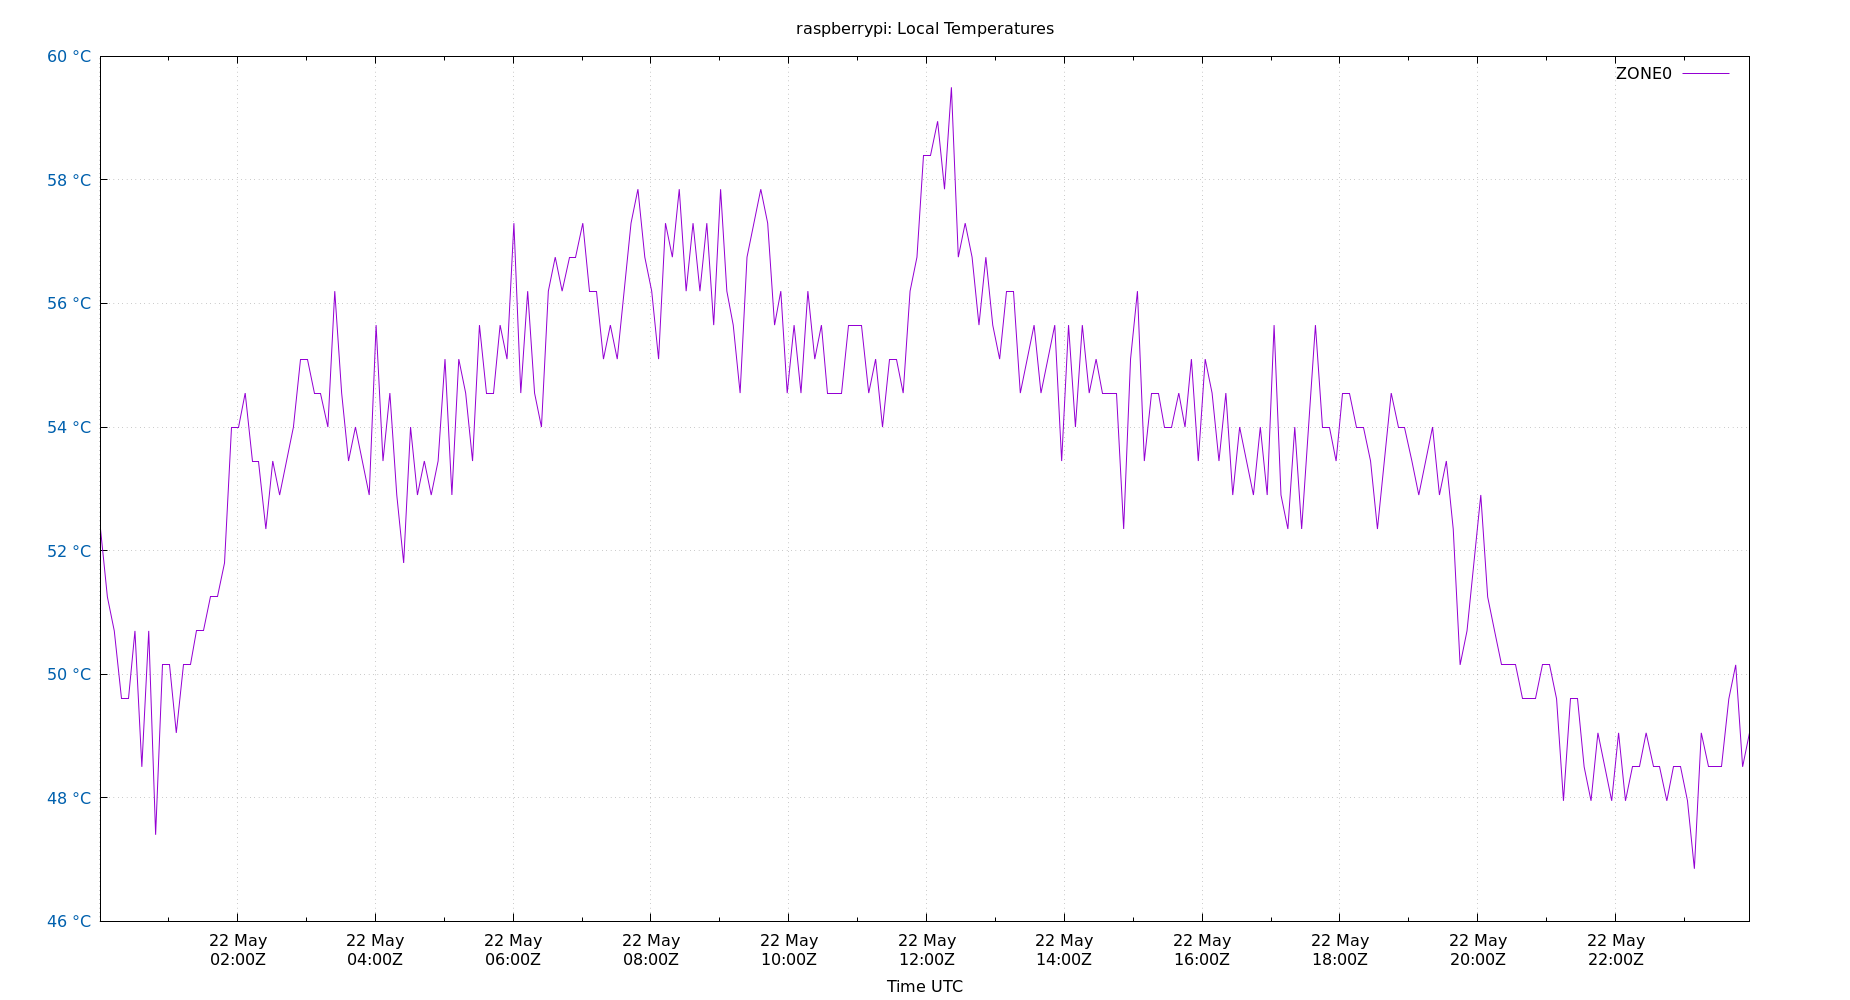 raspberrypi: Local Temperatures
60 °C
ZONE0
58 °C
56 °C
54 °C
52 °C
50 °C
48 °C
46 °C
22 May 22 May 22 May 22 May 22 May 22 May 22 May 22 May 22 May 22 May 22 May
02:00Z 04:00Z 06:00Z 08:00Z 10:00Z 12:00Z 14:00Z 16:00Z 18:00Z 20:00Z 22:00Z
Time UTC